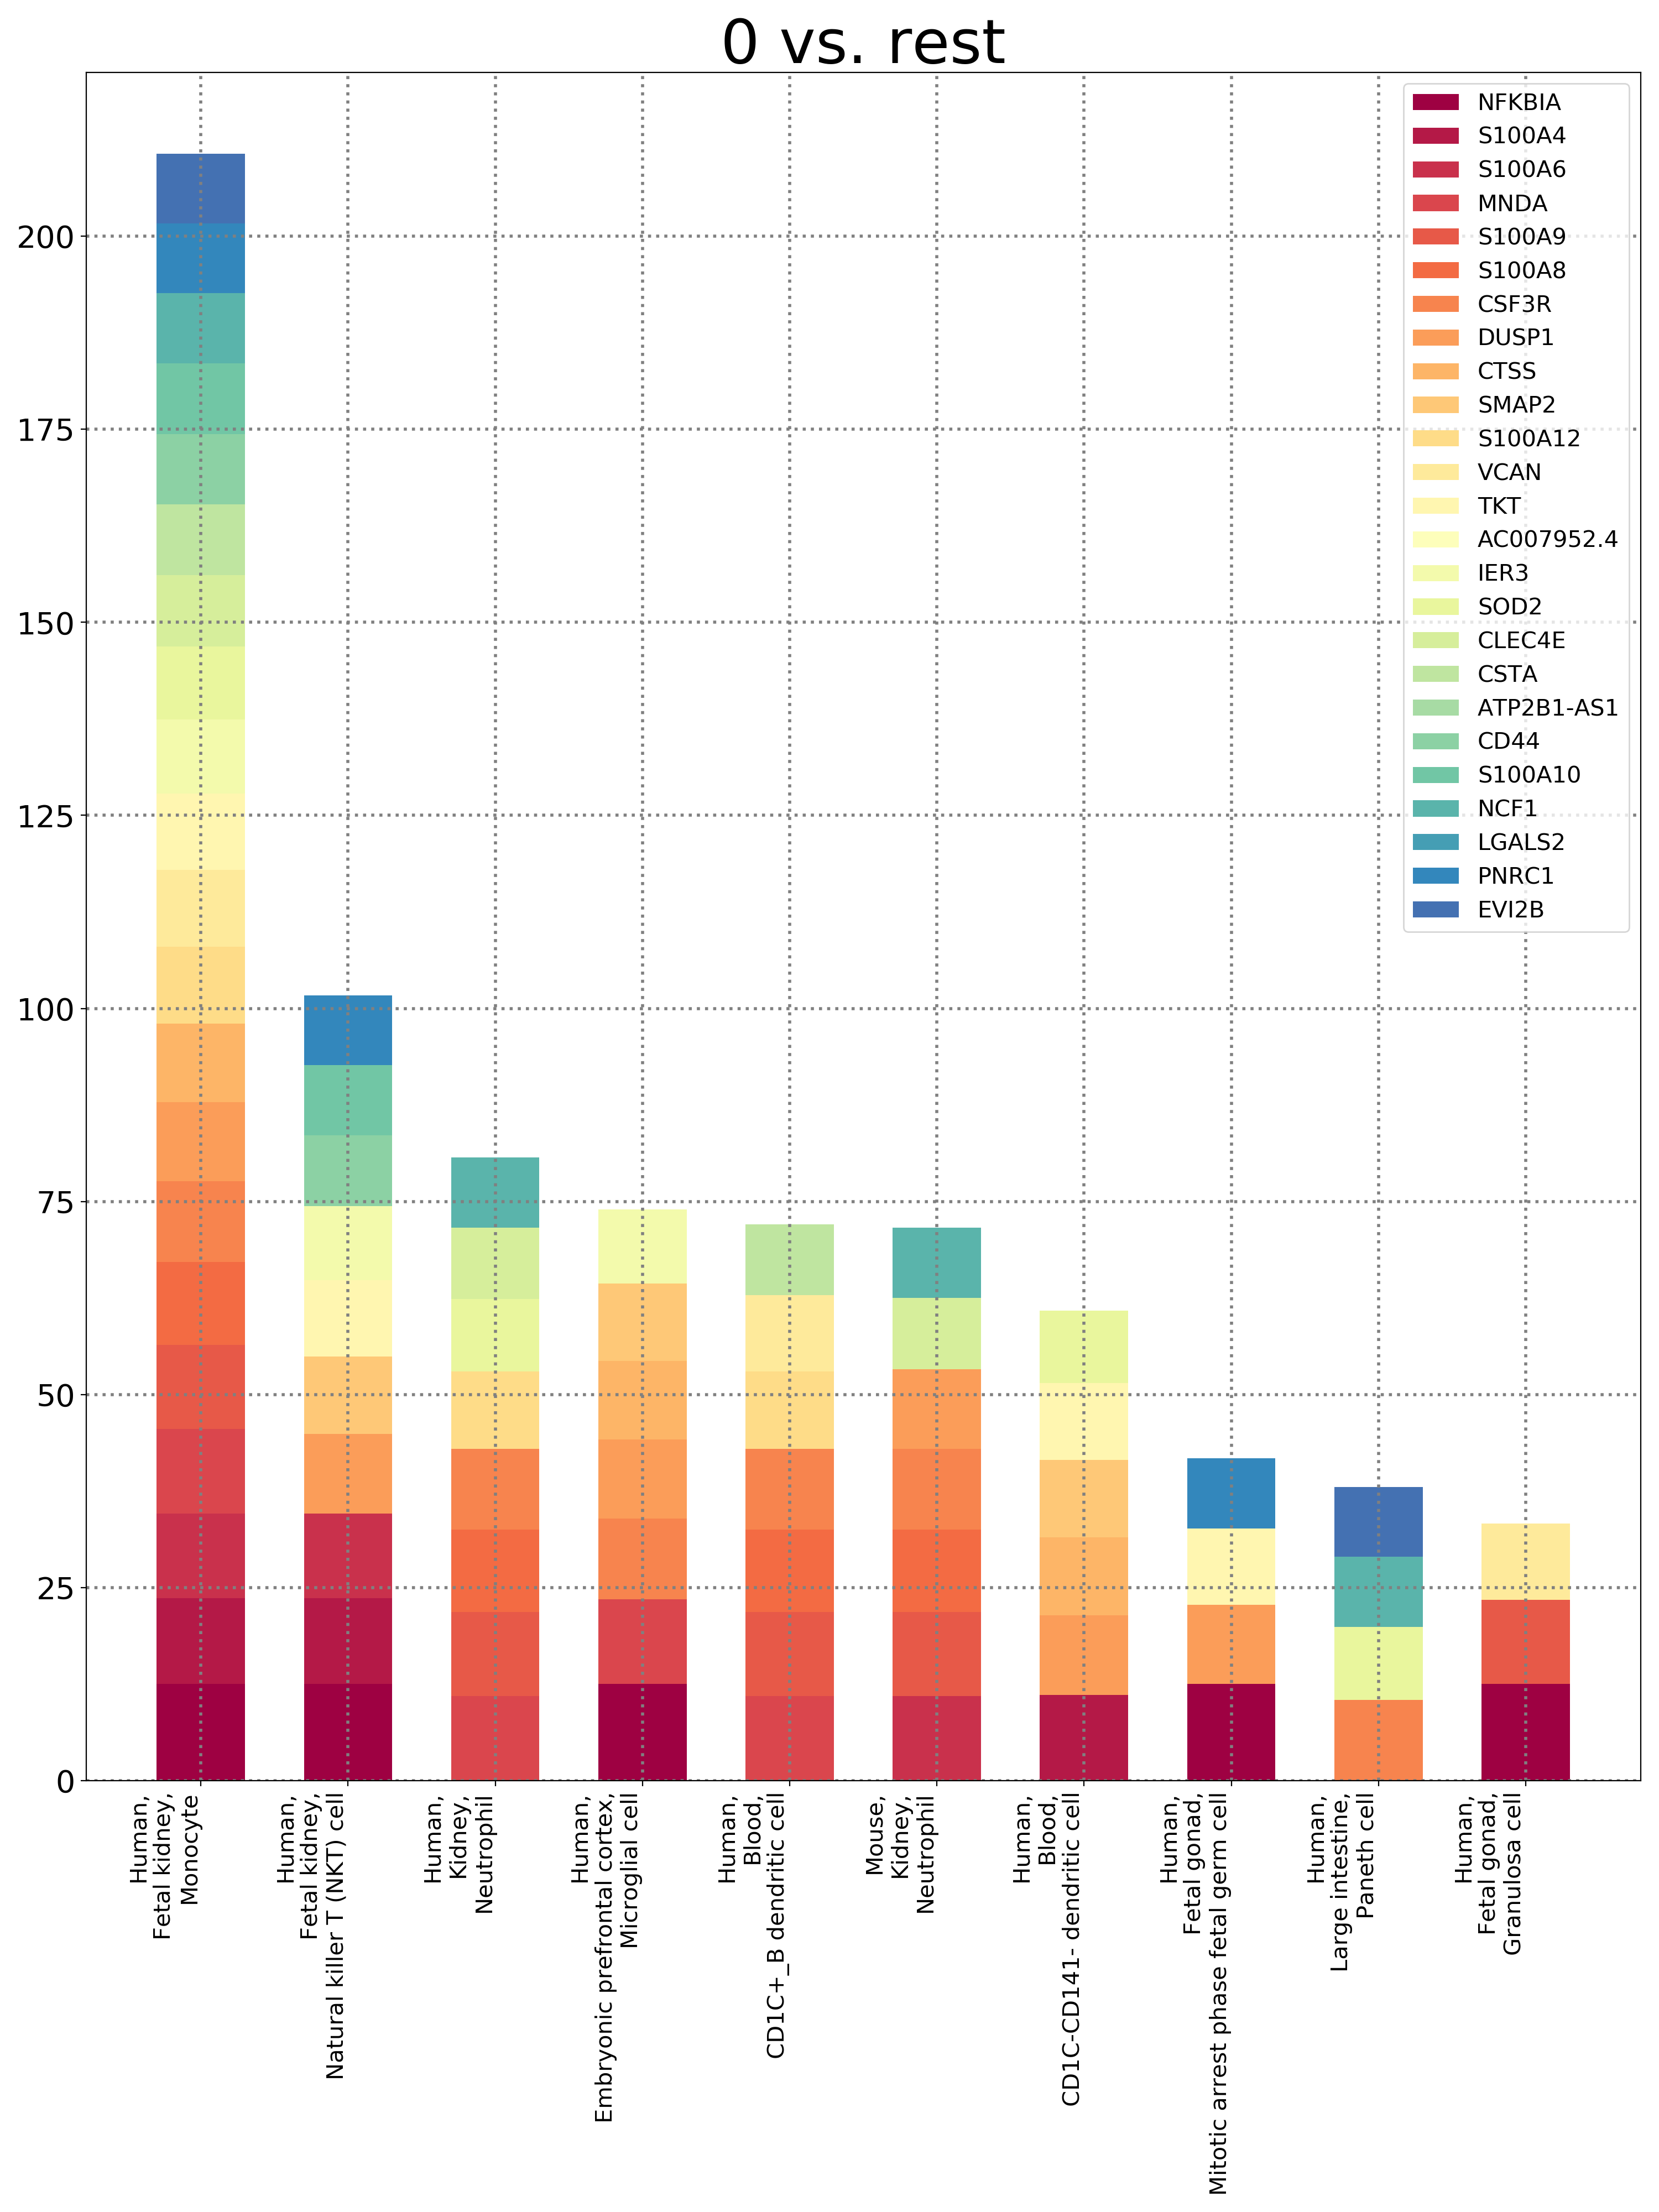 0 vs. rest
200
175
150
125
100
75
50
25
0
NFKBIA
S100A4
S100A6
MNDA
S100A9
S100A8
CSF3R
DUSP1
CTSS
SMAP2
S100A12
VCAN
TKT
AC007952.4
IER3
SOD2
CLEC4E
CSTA
ATP2B1-AS1
CD44
S100A10
NCF1
LGALS2
PNRC1
EVI2B
Human,
Fetal kidney,
Monocyte
Human,
Fetal kidney,
Natural killer T (NKT) cell
Human,
Kidney,
Neutrophil
Human,
Embryonic prefrontal cortex,
Microglial cell
Human,
Blood,
CD1C+_B dendritic cell
Mouse,
Kidney,
Neutrophil
Human,
Blood,
CD1C-CD141- dendritic cell
Human,
Fetal gonad,
Mitotic arrest phase fetal germ cell
Human,
Large intestine,
Paneth cell
Human,
Fetal gonad,
Granulosa cell